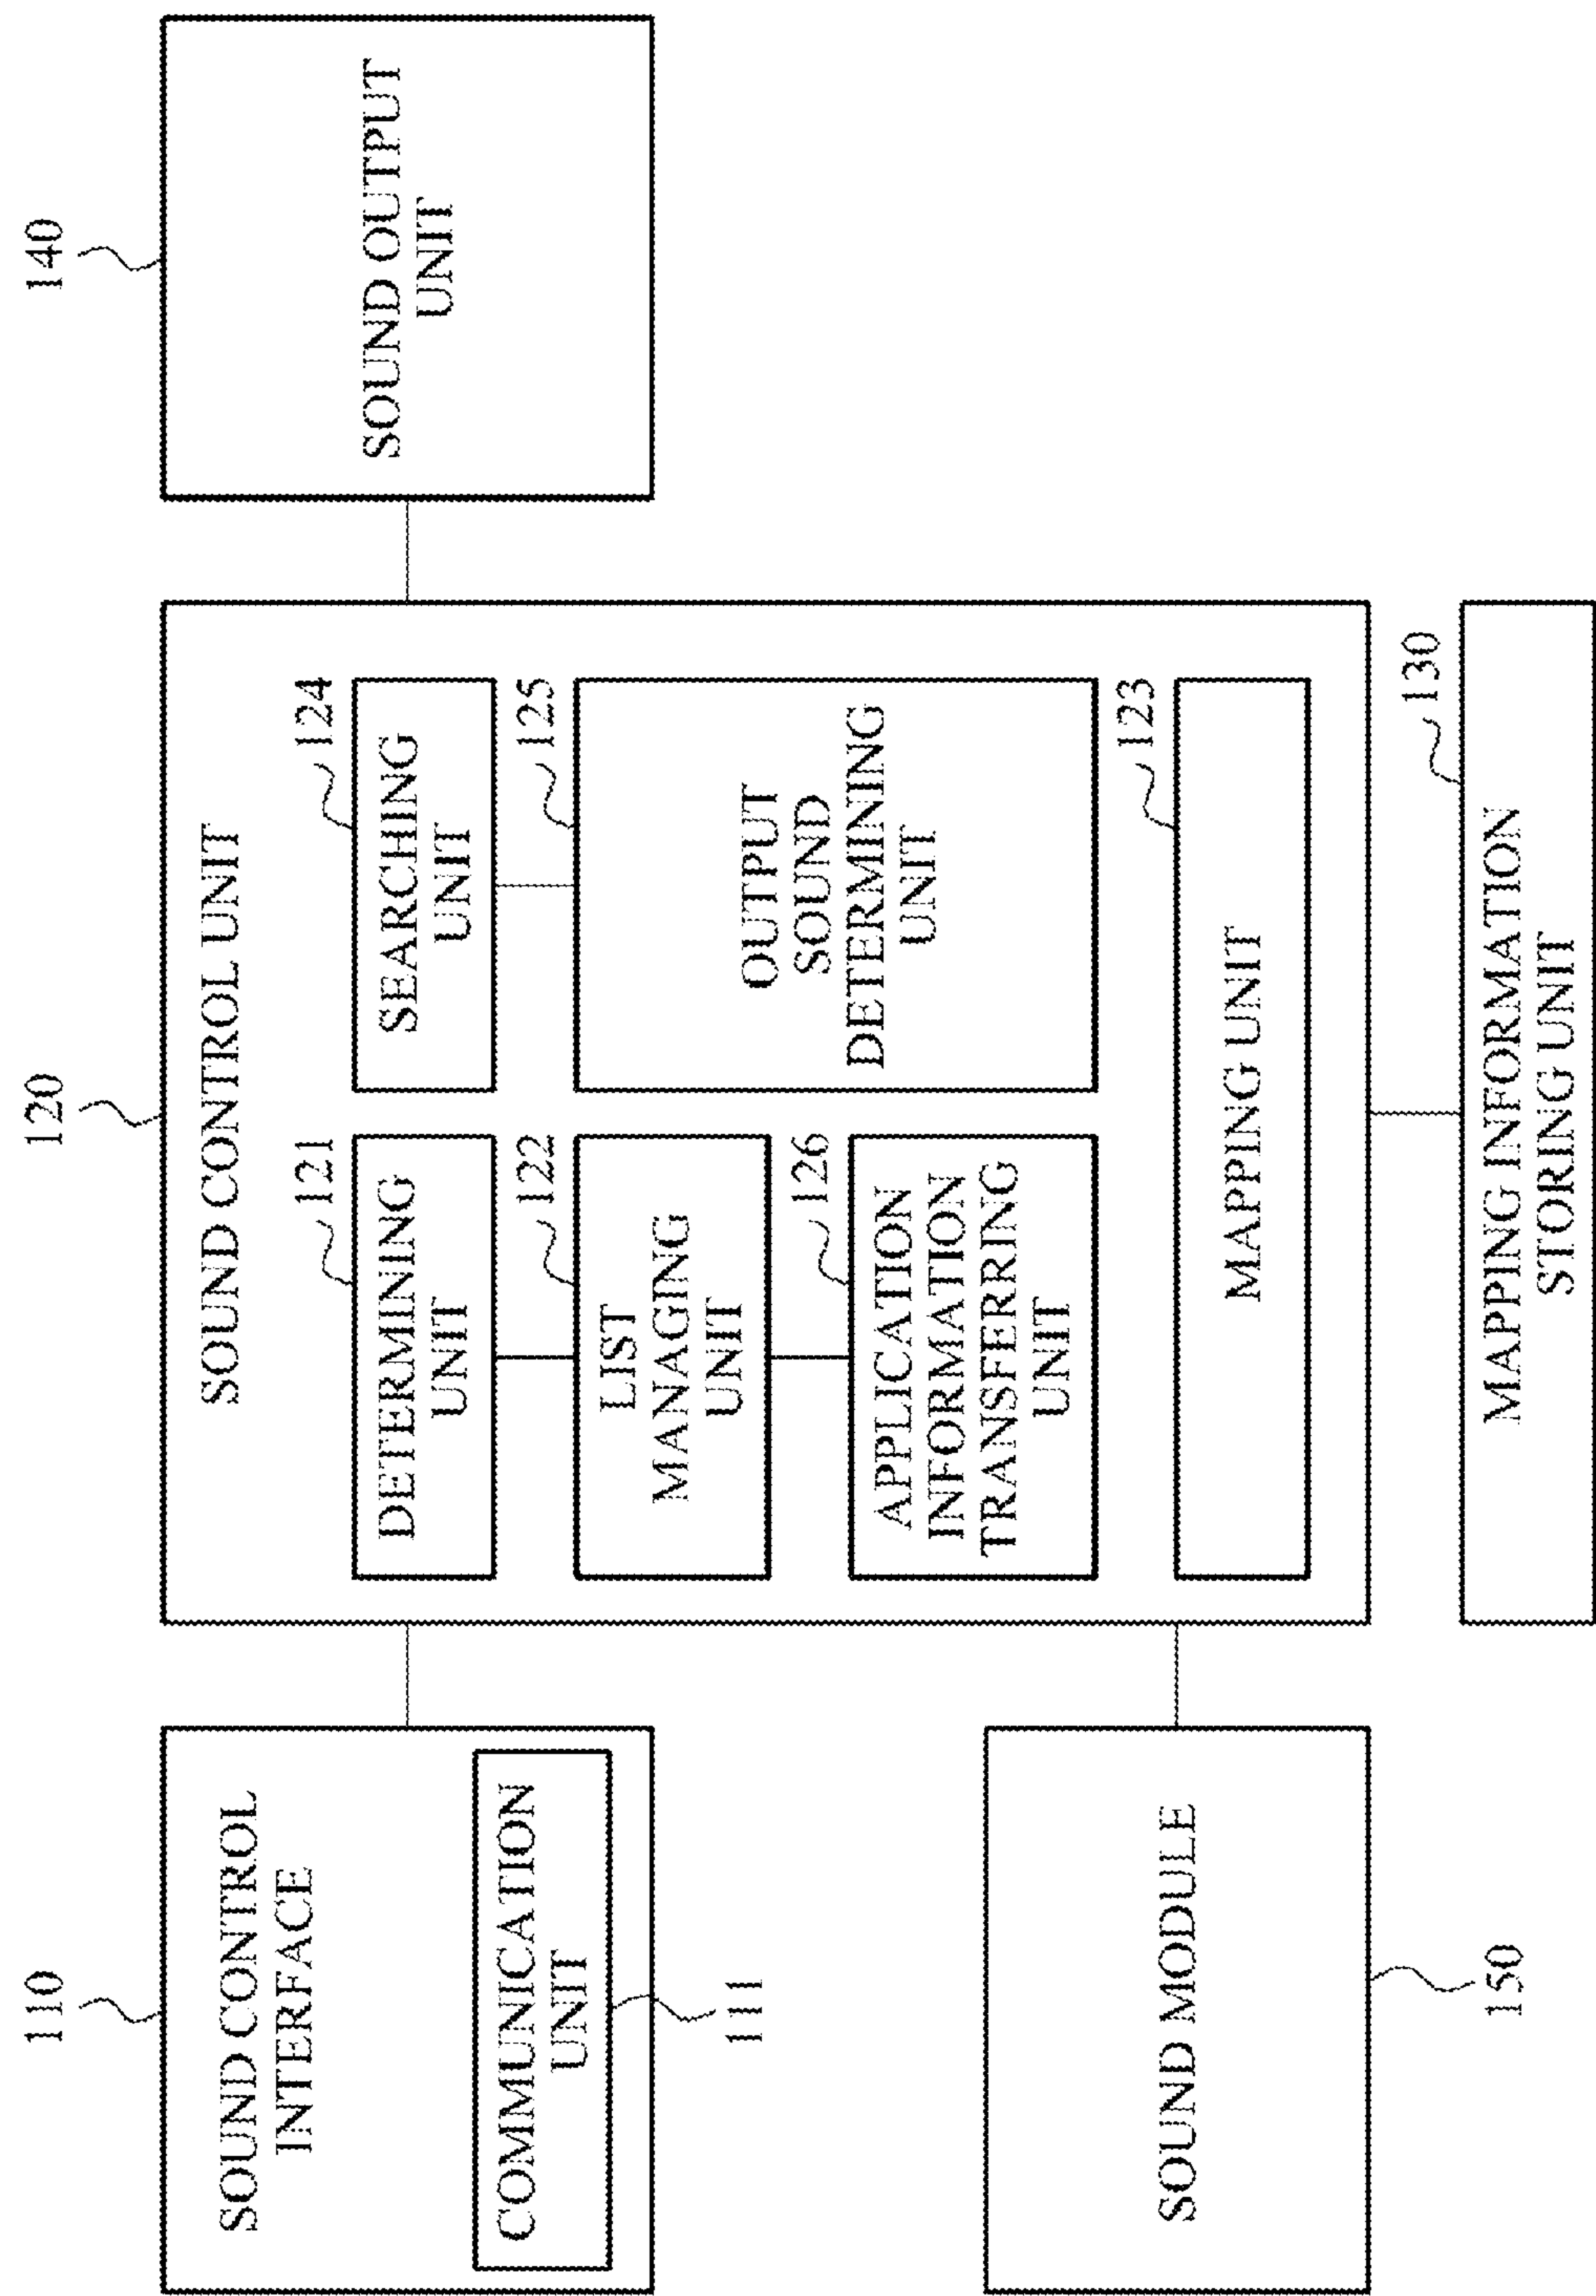 110
SOUND CONTROL
INTERFACE
COMMUNICATION
UNIT
111
SOUND MODULE
150
120
SOUND CONTROL UNIT
121
DETERMINING
UNIT
122
LIST
MANAGING
UNIT
126
APPLICATION
INFORMATION
TRANSFERRING
UNIT
124
SEARCHING
UNIT
125
OUTPUT
SOUND
DETERMINING
UNIT
123
MAPPING UNIT
130
MAPPING INFORMATION
STORING UNIT
140
SOUND OUTPUT
UNIT